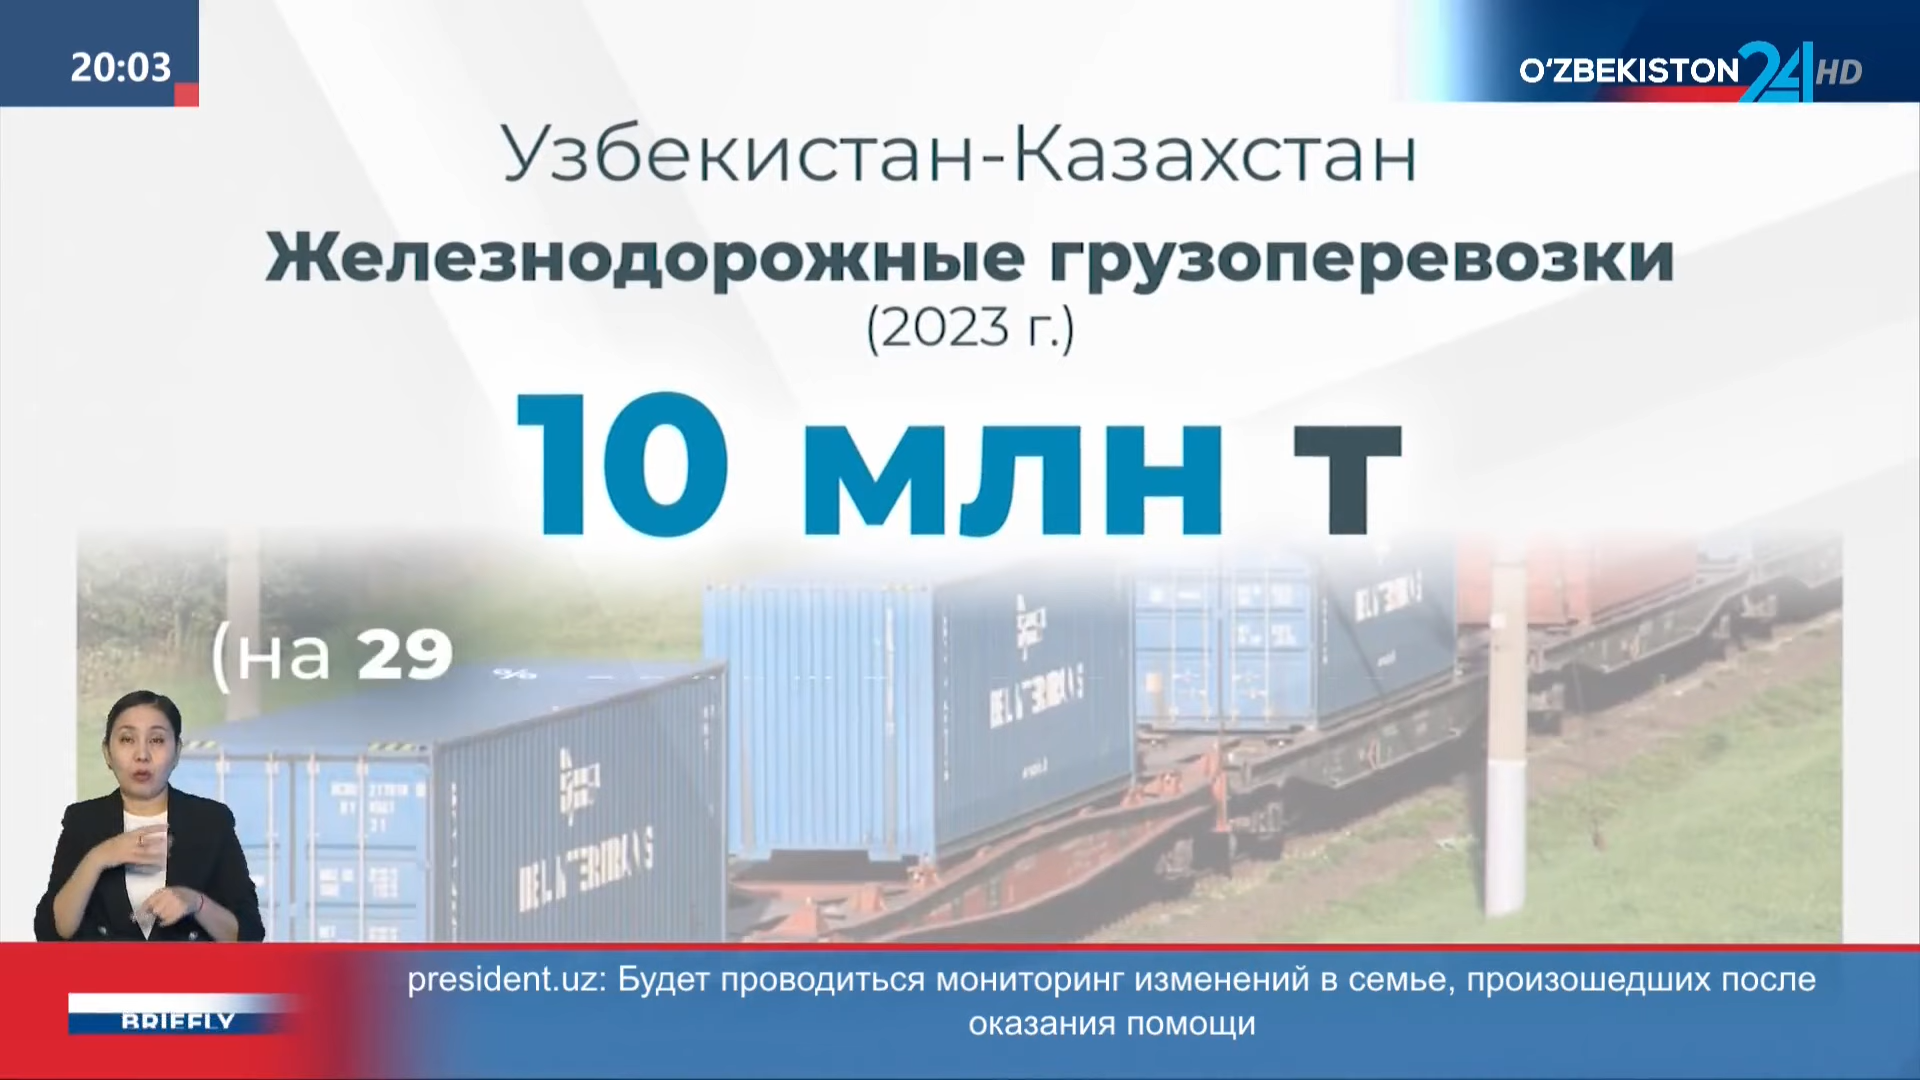 20:03
O‘ZBEKISTON 24 HD
Узбекистан-Казахстан
Железнодорожные грузоперевозки
(2023 г.)
10 млн т
(на 29 %
president.uz: Будет проводиться мониторинг изменений в семье, произошедших после
оказания помощи
BRIEFLY